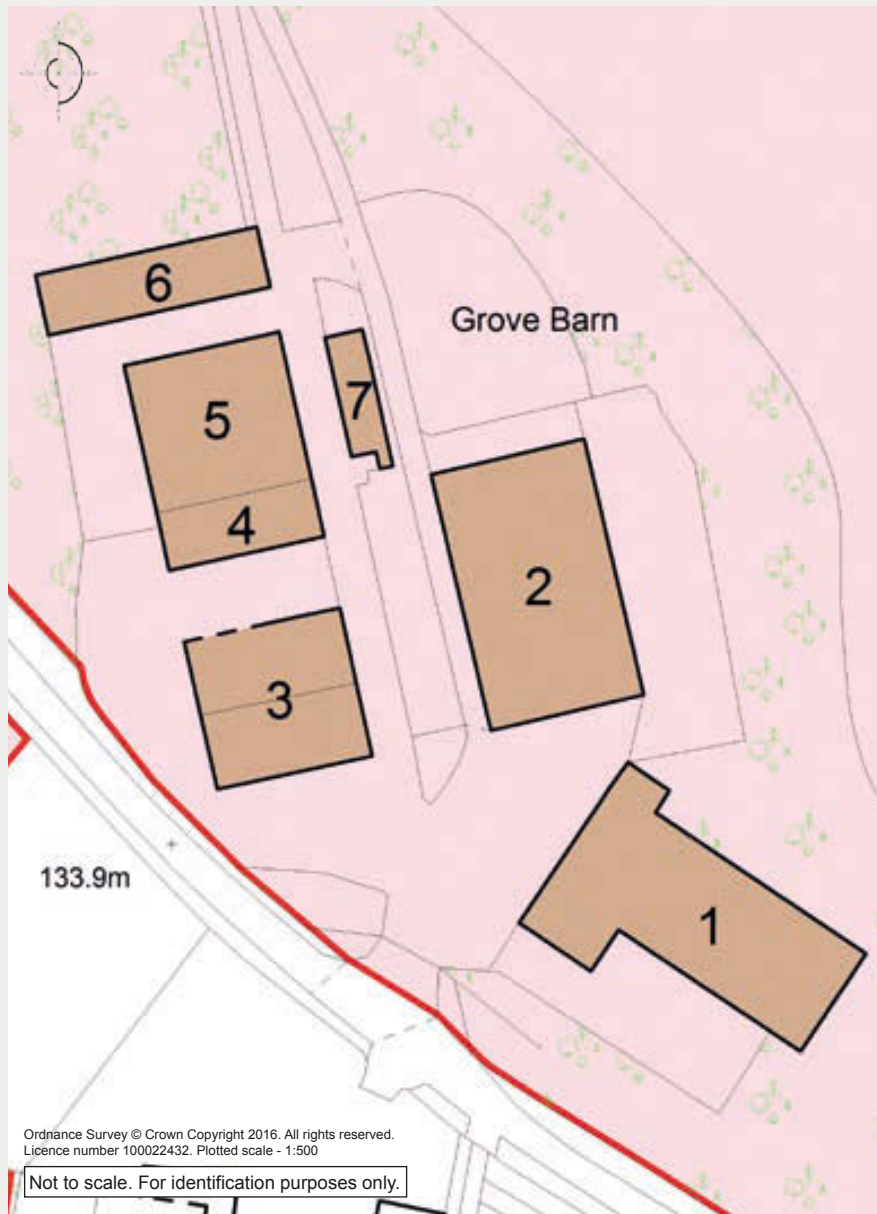 6
Grove Barn
7
5
4
2
3
133.9m
1
Ordnance Survey © Crown Copyright 2016. All rights reserved.
Licence number 100022432. Plotted scale - 1:500
Not to scale. For identification purposes only.